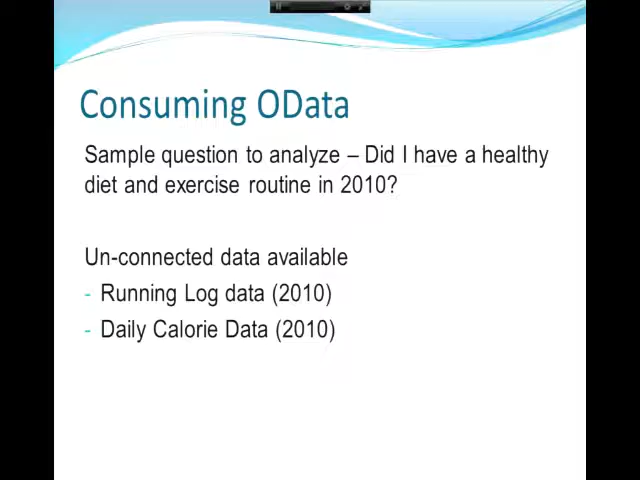 Consuming OData
Sample question to analyze – Did I have a healthy
diet and exercise routine in 2010?
Un-connected data available
- Running Log data (2010)
- Daily Calorie Data (2010)